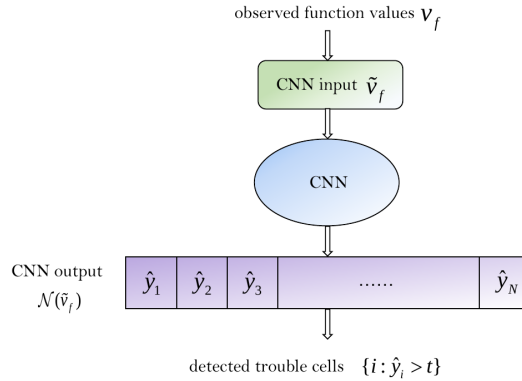 observed function values v_f
CNN input ṽ_f
CNN
CNN output
𝒩(ṽ_f)
ŷ_1 ŷ_2 ŷ_3 ...... ŷ_N
detected trouble cells {i : ŷ_i > t}